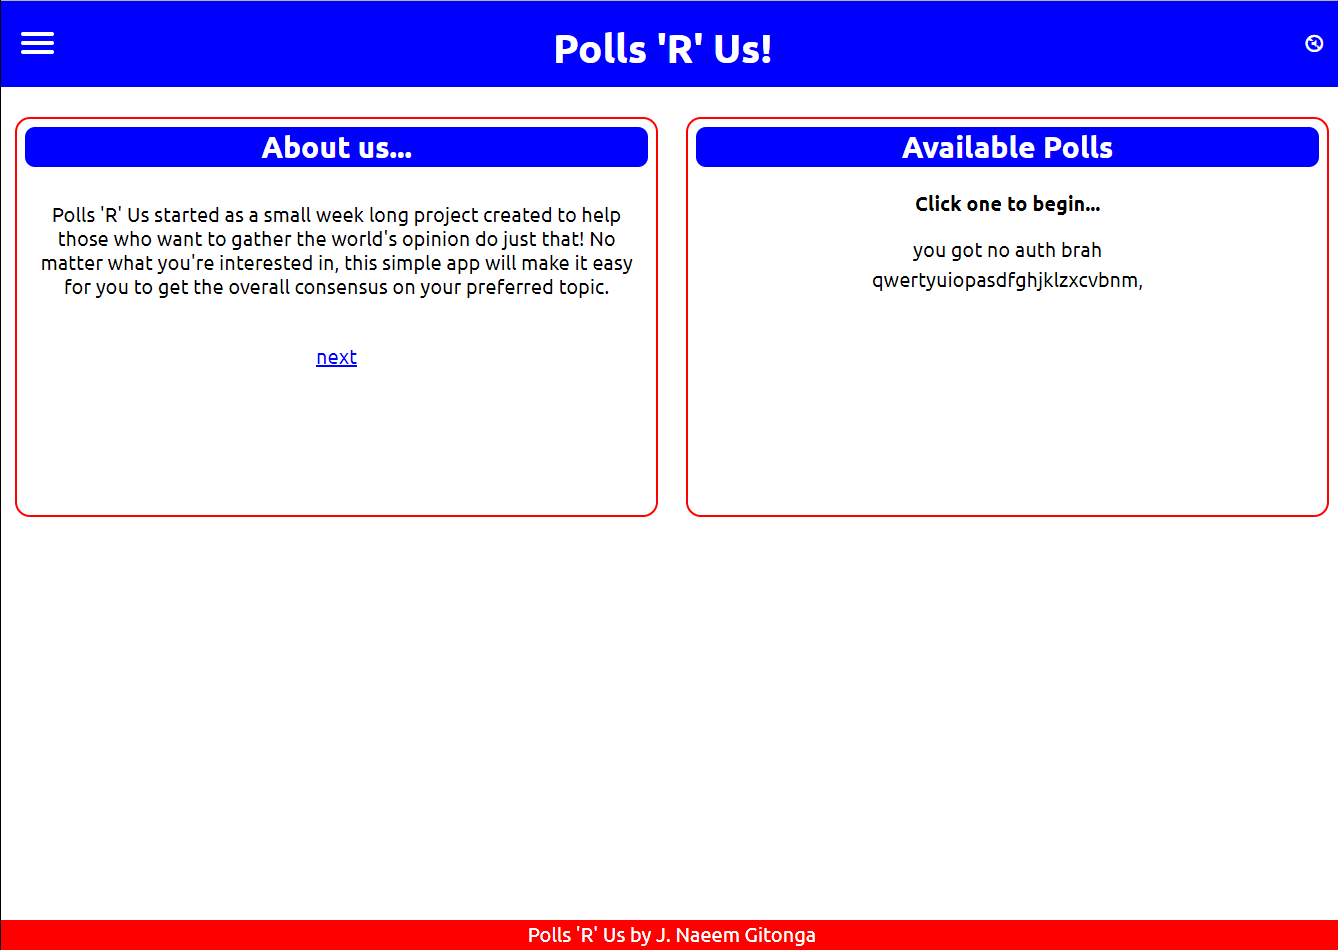 Polls 'R' Us!
About us...
Polls 'R' Us started as a small week long project created to help
those who want to gather the world's opinion do just that! No
matter what you're interested in, this simple app will make it easy
for you to get the overall consensus on your preferred topic.
next
Available Polls
Click one to begin...
you got no auth brah
qwertyuiopasdfghjklzxcvbnm,
Polls 'R' Us by J. Naeem Gitonga